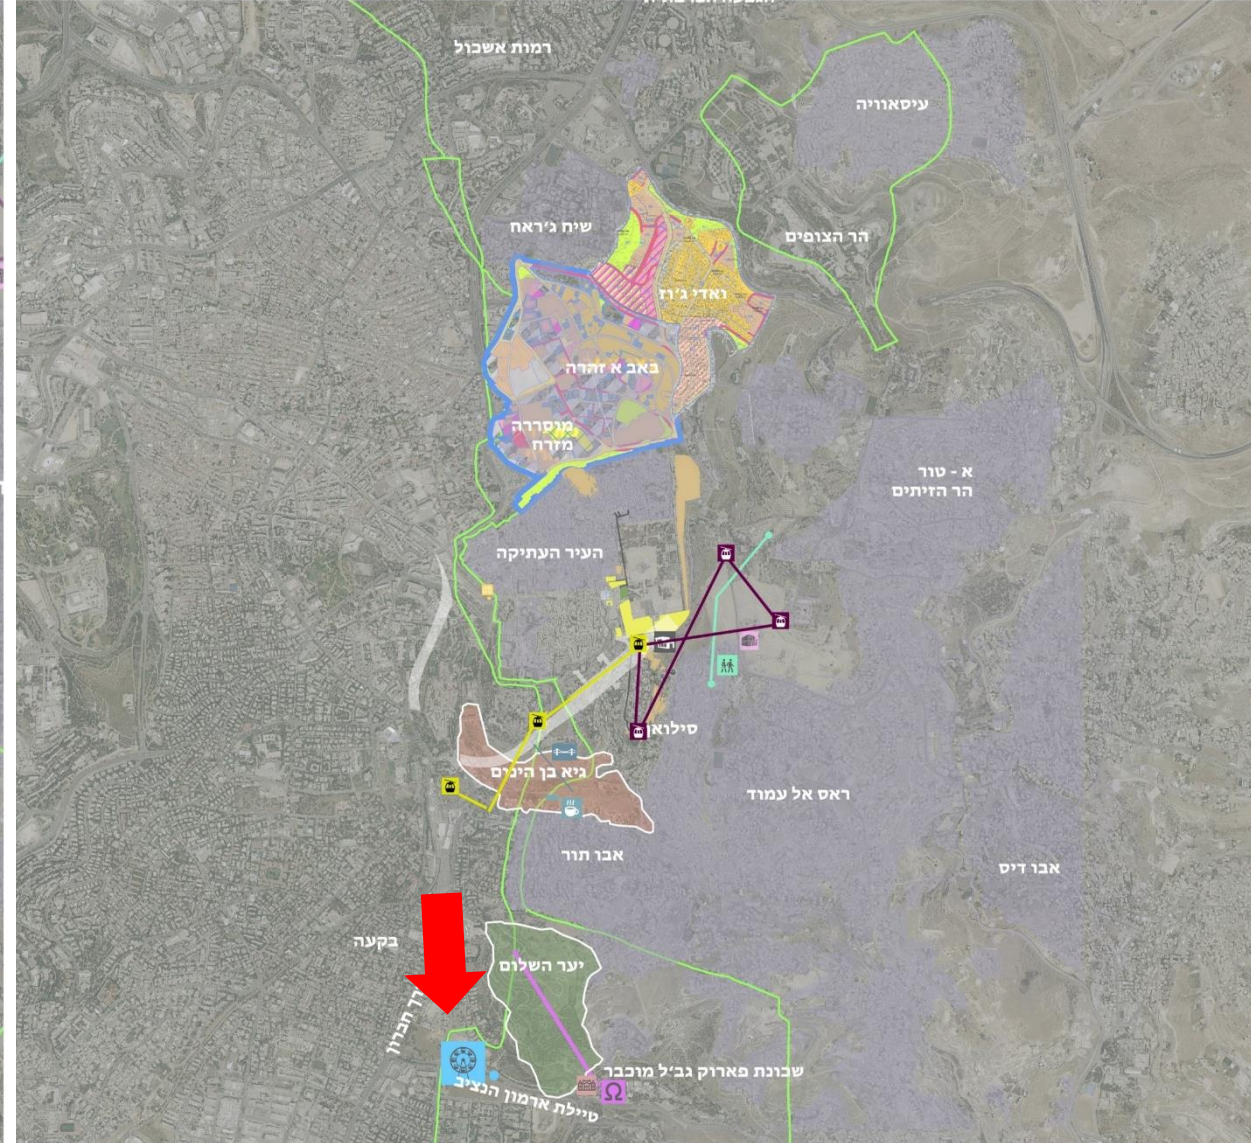 רמות אשכול
עיסאוויה
שיח ג'ראח
הר הצופים
ואדי ג'וז
באב א זהרה
מוסררה
מזרח
א - טור
הר הזיתים
העיר העתיקה
סילואן
גיא בן הינום
ראס אל עמוד
אבו תור
אבו דיס
בקעה
יער השלום
רך חברון
שכונת פארוק גב'ל מוכבר
טיילת ארמון הנציב